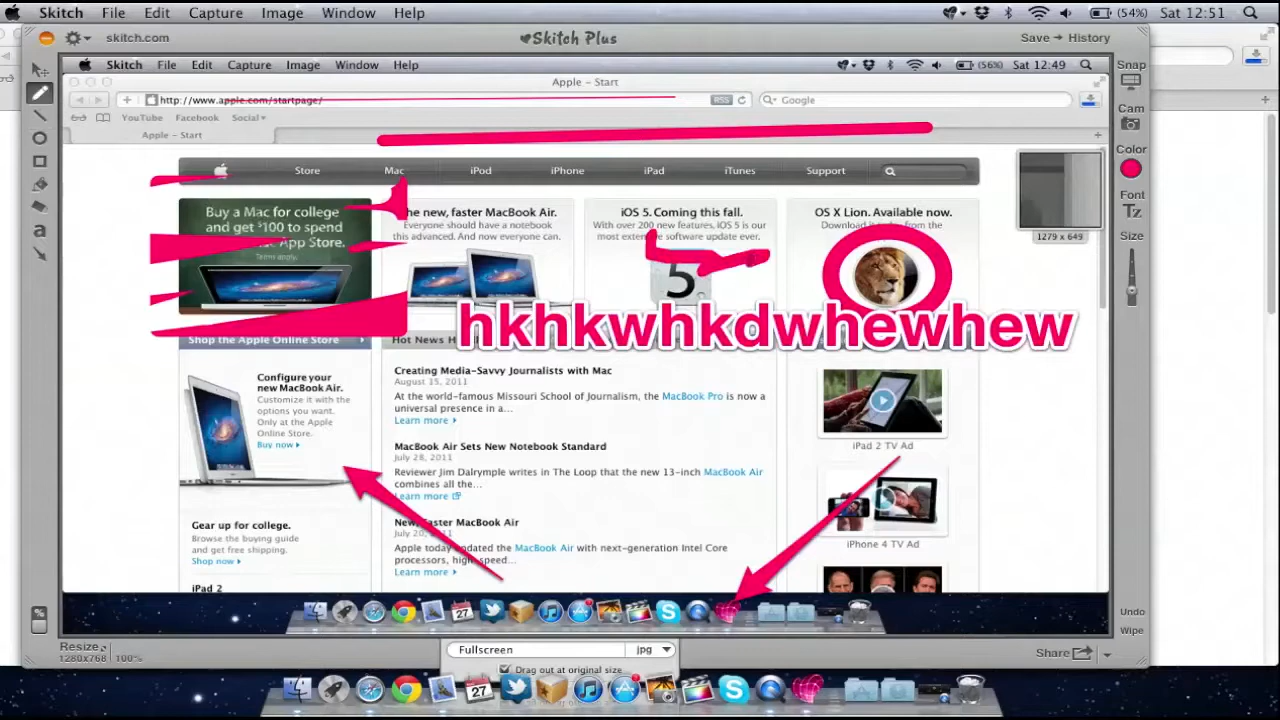 Skitch File Edit Capture Image Window Help (54%) Sat 12:51
skitch.com Skitch Plus Save → History
Skitch File Edit Capture Image Window Help (56%) Sat 12:49
Snap
Apple - Start
http://www.apple.com/startpage/ RSS Google
Cam
YouTube Facebook Social
Apple - Start
Color
Store Mac iPod iPhone iPad iTunes Support
Font
Tz
Size
1279 x 649
Buy a Mac for college
and get $100 to spend
App Store.
Terms apply.
The new, faster MacBook Air.
Everyone should have a notebook
this advanced. And now everyone can.
iOS 5. Coming this fall.
With over 200 new features, iOS 5 is our
most software update ever.
5
OS X Lion. Available now.
Download it from the
hkhkwhkdwhewhew
Shop the Apple Online Store
Configure your
new MacBook Air.
Customize it with the
options you want.
Only at the Apple
Online Store.
Buy now
Gear up for college.
Browse the buying guide
and get free shipping.
Shop now
iPad 2
Hot News
Creating Media-Savvy Journalists with Mac
August 15, 2011
At the world-famous Missouri School of Journalism, the MacBook Pro is now a
universal presence in a...
Learn more
MacBook Air Sets New Notebook Standard
July 28, 2011
Reviewer Jim Dalrymple writes in The Loop that the new 13-inch MacBook Air
combines all the...
Learn more
New, Faster MacBook Air
July 20, 2011
Apple today updated the MacBook Air with next-generation Intel Core
processors, high-speed...
Learn more
iPad 2 TV Ad
iPhone 4 TV Ad
27
Undo
Wipe
Resize
1280x768 100%
Fullscreen jpg
Share
Drag out at original size
27